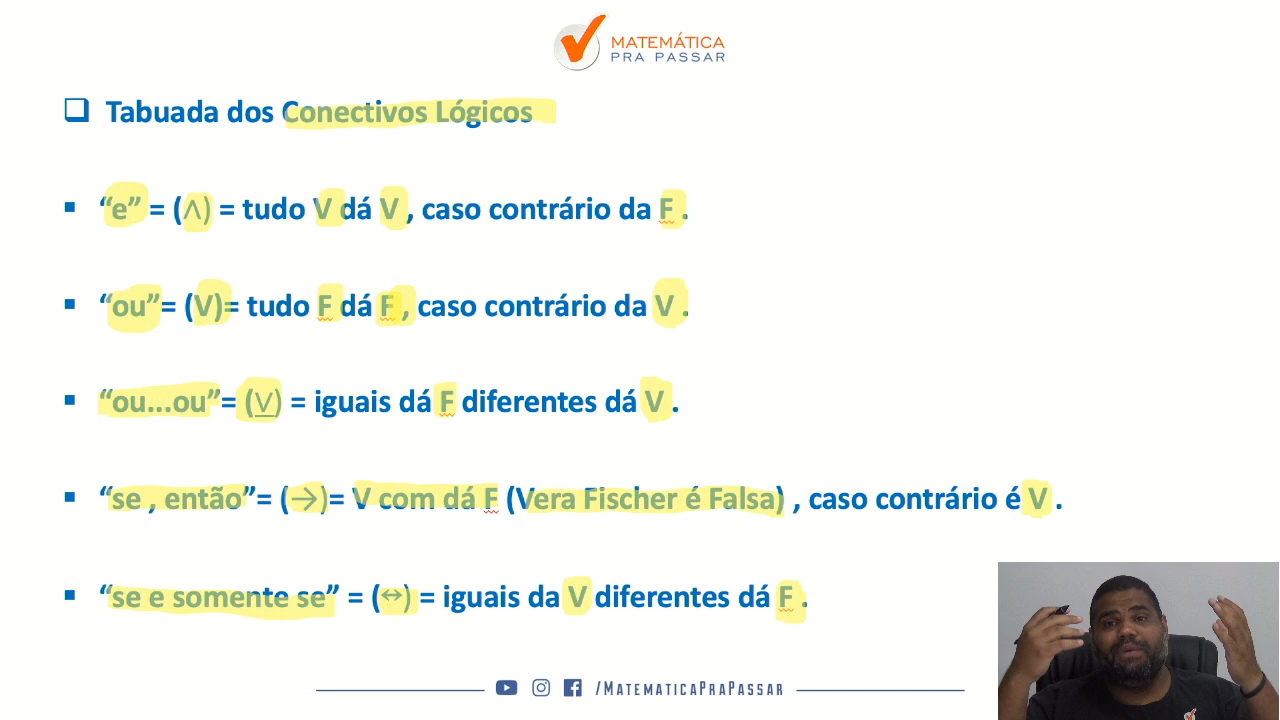 MATEMÁTICA
PRA PASSAR
Tabuada dos Conectivos Lógicos
“e” = (∧) = tudo V dá V , caso contrário da F .
“ou”= (V)= tudo F dá F , caso contrário da V .
“ou...ou”= (⊻) = iguais dá F diferentes dá V .
“se , então”= (→)= V com dá F (Vera Fischer é Falsa) , caso contrário é V .
“se e somente se” = (↔) = iguais da V diferentes dá F .
/MATEMATICAPRAPASSAR